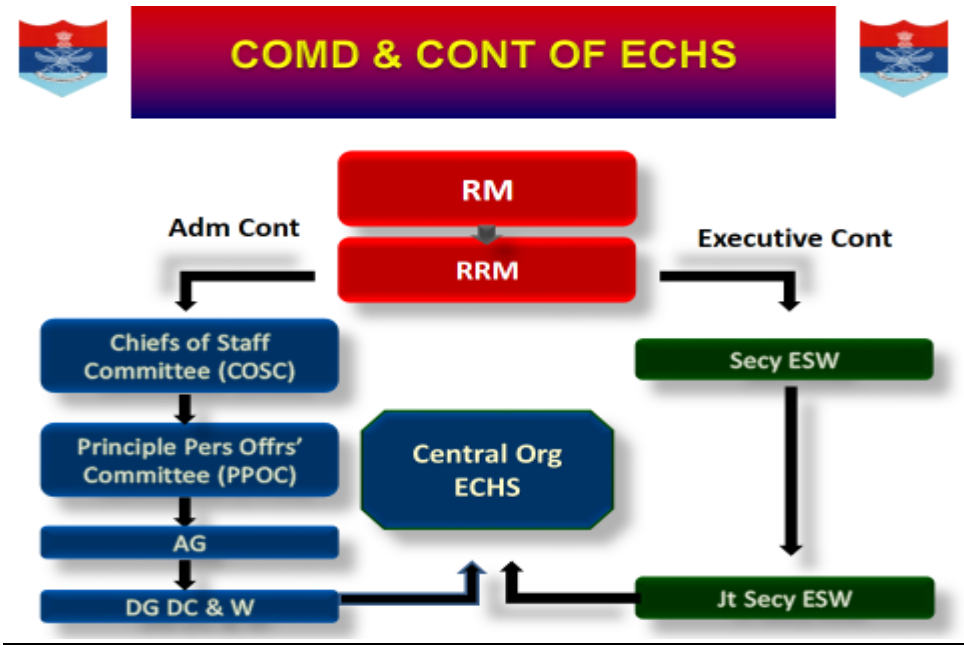 COMD & CONT OF ECHS
RM
Adm Cont
Executive Cont
RRM
Chiefs of Staff
Committee (COSC)
Secy ESW
Principle Pers Offrs’
Committee (PPOC)
Central Org
ECHS
AG
DG DC & W
Jt Secy ESW